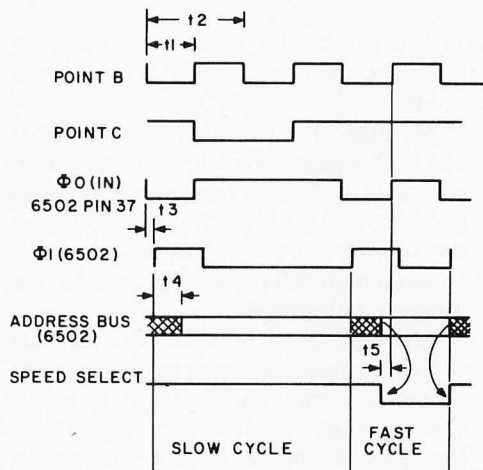 t2
t1
POINT B
POINT C
ΦO (IN)
6502 PIN 37
t3
Φ1 (6502)
t4
ADDRESS BUS
(6502)
t5
SPEED SELECT
SLOW CYCLE
FAST
CYCLE